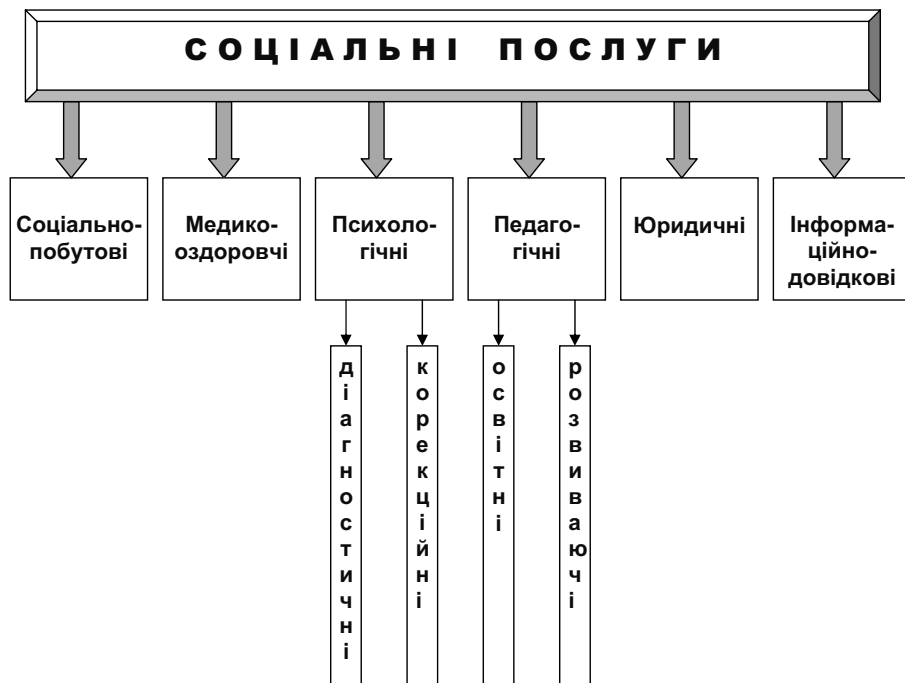 СОЦІАЛЬНІ ПОСЛУГИ
Соціально-
побутові
Медико-
оздоровчі
Психоло-
гічні
Педаго-
гічні
Юридичні
Інформа-
ційно-
довідкові
діагностичні
корекційні
освітні
розвиваючі